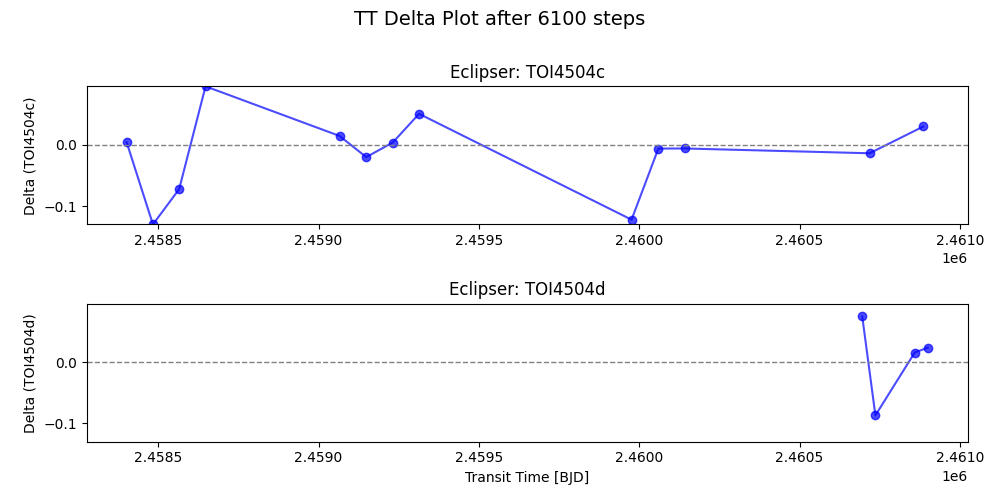 TT Delta Plot after 6100 steps
Eclipser: TOI4504c
Delta (TOI4504c)
0.0
−0.1
2.4585 2.4590 2.4595 2.4600 2.4605 2.4610
1e6
Eclipser: TOI4504d
Delta (TOI4504d)
0.0
−0.1
2.4585 2.4590 2.4595 2.4600 2.4605 2.4610
Transit Time [BJD]
1e6